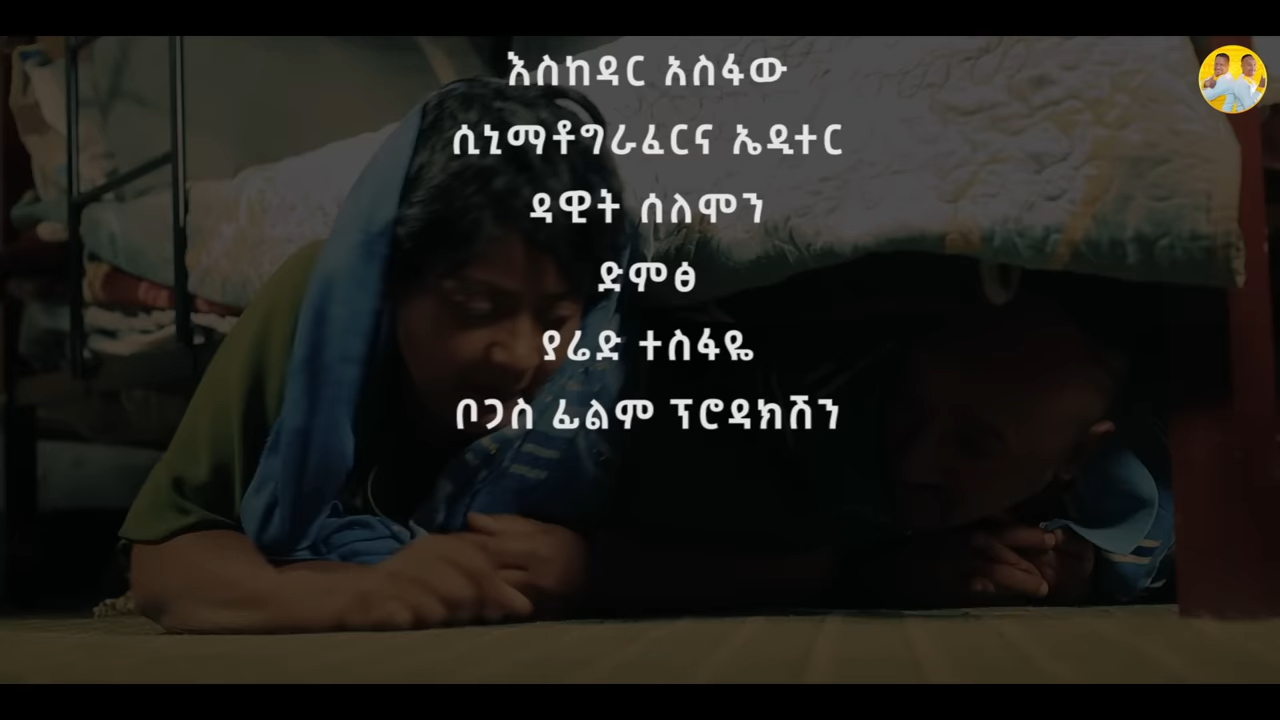 እስከዳር አስፋው
ሲኒማቶግራፈርና ኤዲተር
ዳዊት ሰለሞን
ድምፅ
ያሬድ ተስፋዬ
ቦጋስ ፊልም ፕሮዳክሽን